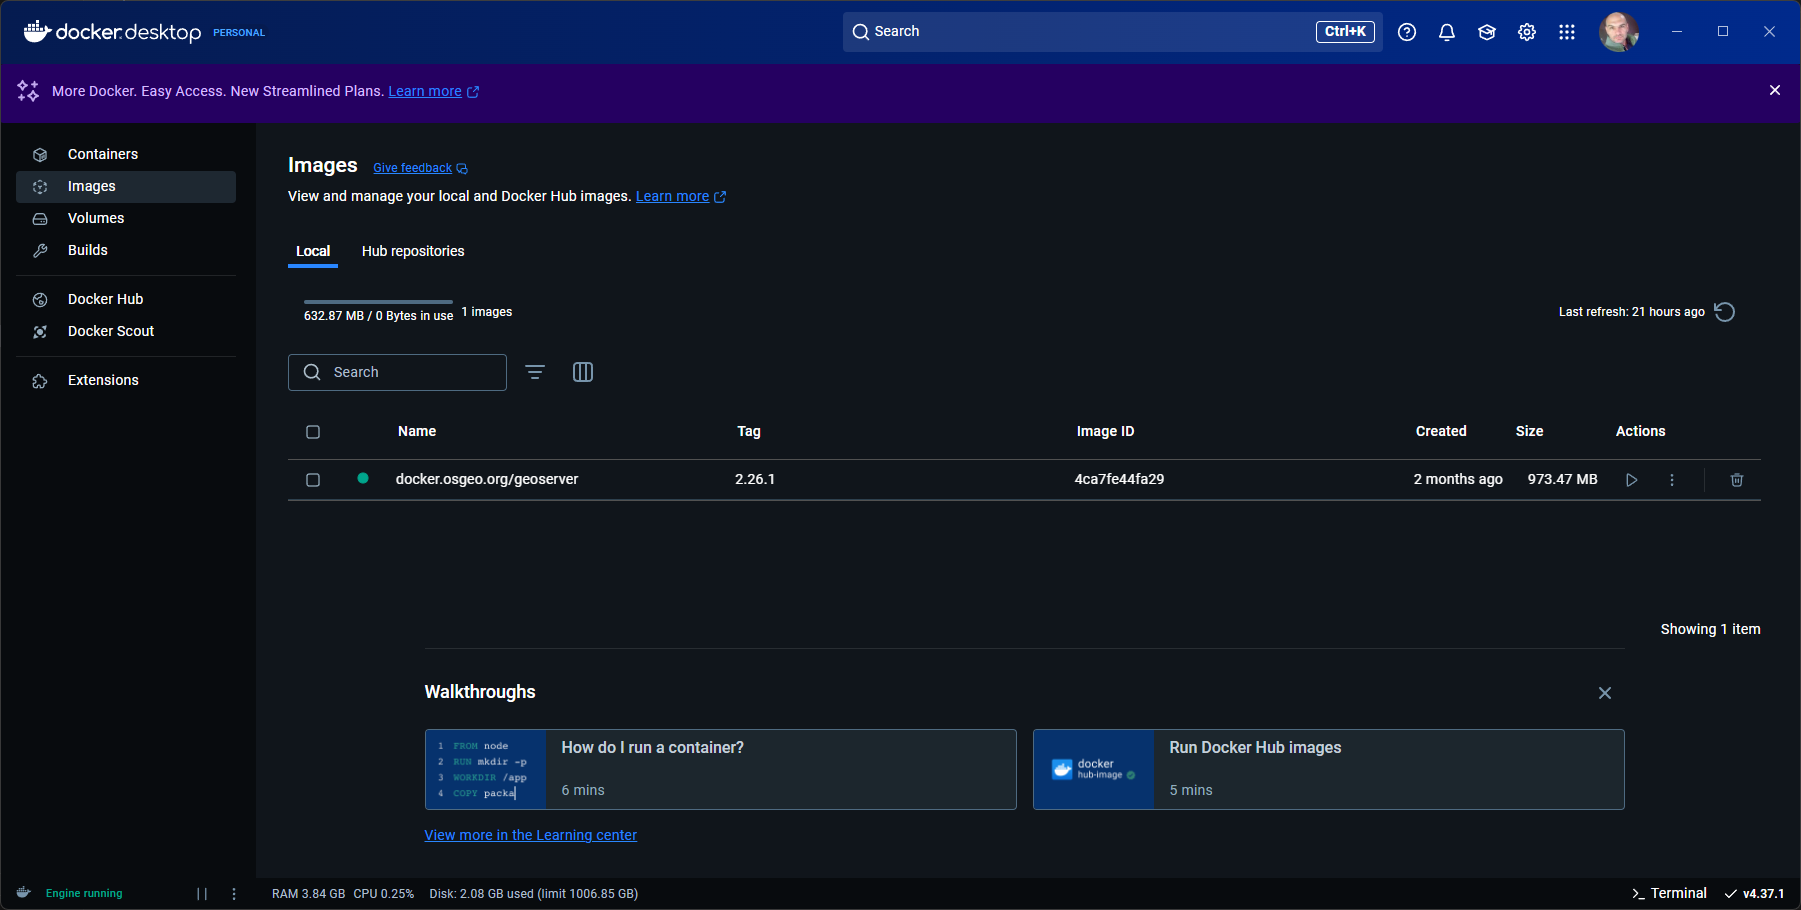 docker.desktop PERSONAL
Search Ctrl+K
More Docker. Easy Access. New Streamlined Plans. Learn more
Containers
Images
Volumes
Builds
Docker Hub
Docker Scout
Extensions
Images Give feedback
View and manage your local and Docker Hub images. Learn more
Local Hub repositories
632.87 MB / 0 Bytes in use 1 images
Last refresh: 21 hours ago
Search
Name Tag Image ID Created Size Actions
docker.osgeo.org/geoserver 2.26.1 4ca7fe44fa29 2 months ago 973.47 MB
Showing 1 item
Walkthroughs
1 FROM node
2 RUN mkdir -p
3 WORKDIR /app
4 COPY packa
How do I run a container?
6 mins
docker
hub-image
Run Docker Hub images
5 mins
View more in the Learning center
Engine running
RAM 3.84 GB CPU 0.25% Disk: 2.08 GB used (limit 1006.85 GB)
>_ Terminal v4.37.1